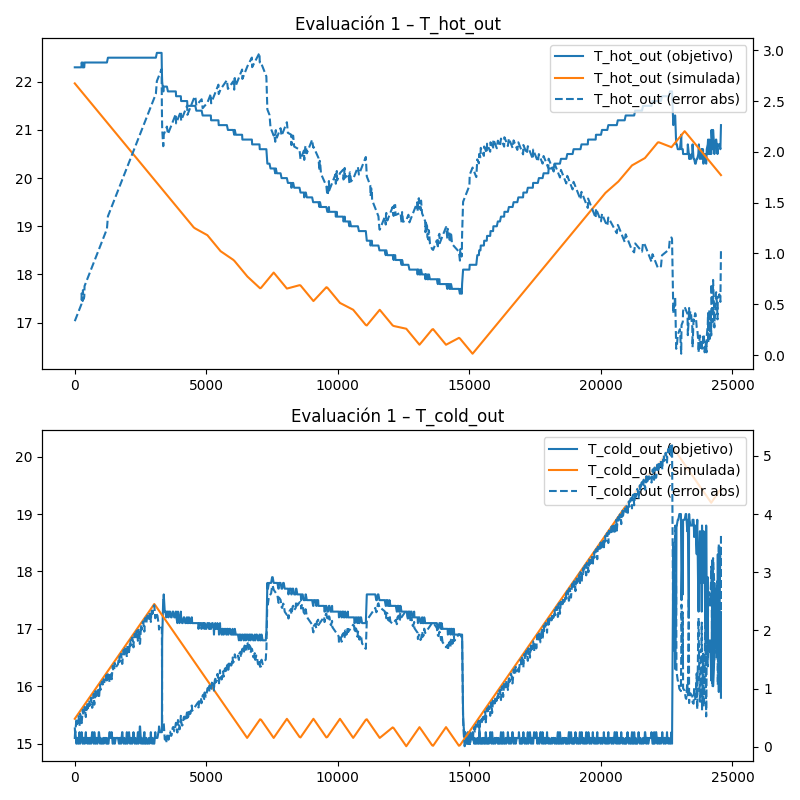 Evaluación 1 – T_hot_out
T_hot_out (objetivo)
T_hot_out (simulada)
T_hot_out (error abs)
22
21
20
19
18
17
3.0
2.5
2.0
1.5
1.0
0.5
0.0
0 5000 10000 15000 20000 25000
Evaluación 1 – T_cold_out
T_cold_out (objetivo)
T_cold_out (simulada)
T_cold_out (error abs)
20
19
18
17
16
15
5
4
3
2
1
0
0 5000 10000 15000 20000 25000